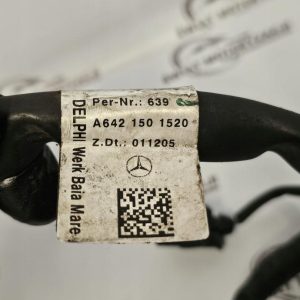 Per-Nr.: 639
A642 150 1520
Z.Dt.: 011205
DELPHI Werk Baia Mare